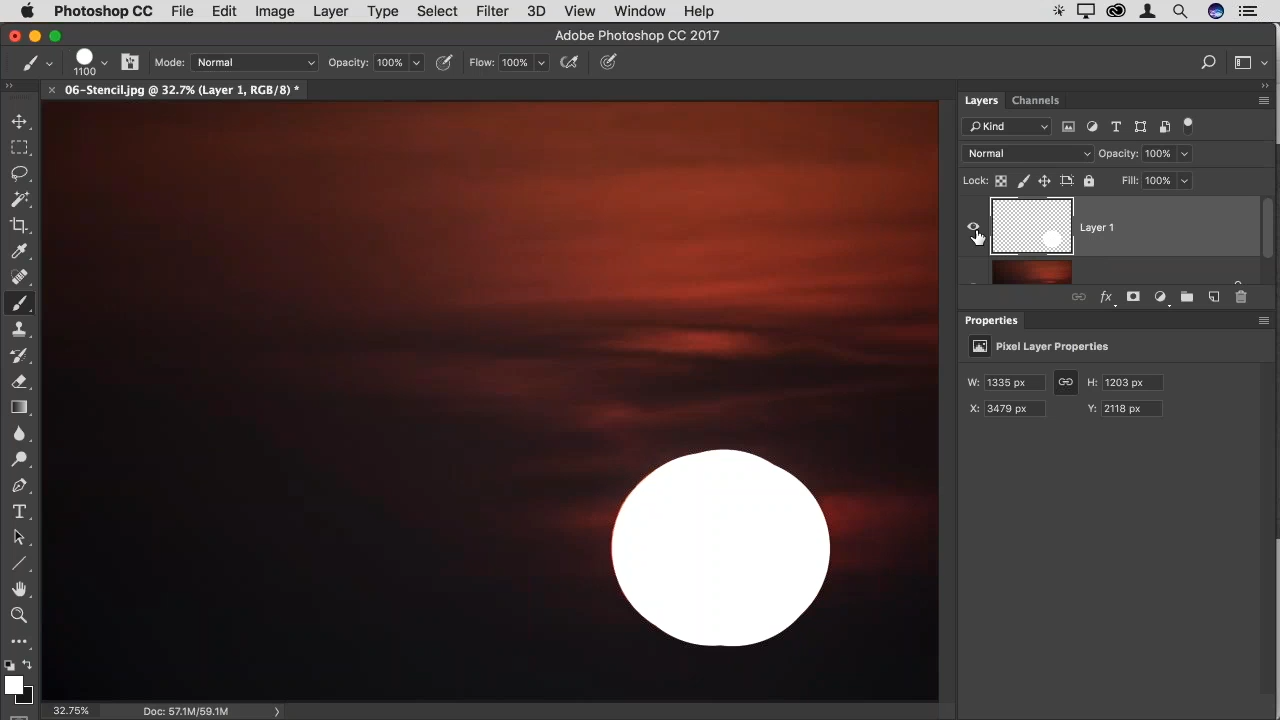 Photoshop CC File Edit Image Layer Type Select Filter 3D View Window Help
Adobe Photoshop CC 2017
1100 Mode: Normal Opacity: 100% Flow: 100%
× 06-Stencil.jpg @ 32.7% (Layer 1, RGB/8) *
Layers Channels
Kind
Normal Opacity: 100%
Lock: Fill: 100%
Layer 1
fx
Properties
Pixel Layer Properties
W: 1335 px H: 1203 px
X: 3479 px Y: 2118 px
32.75% Doc: 57.1M/59.1M